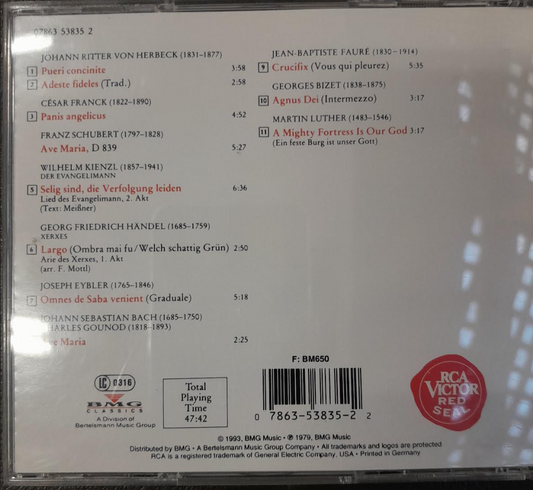 07863 53835 2
JOHANN RITTER VON HERBECK (1831–1877)
1 Pueri concinite 3:58
2 Adeste fideles (Trad.) 2:58
CÉSAR FRANCK (1822–1890)
3 Panis angelicus 4:52
FRANZ SCHUBERT (1797–1828)
Ave Maria, D 839 5:27
WILHELM KIENZL (1857–1941)
DER EVANGELIMANN
5 Selig sind, die Verfolgung leiden 6:36
Lied des Evangelimann, 2. Akt
(Text: Meißner)
GEORG FRIEDRICH HÄNDEL (1685–1759)
XERXES
6 Largo (Ombra mai fu/Welch schattig Grün) 2:50
Arie des Xerxes, 1. Akt
(arr. F. Mottl)
JOSEPH EYBLER (1765–1846)
7 Omnes de Saba venient (Graduale) 5:18
JOHANN SEBASTIAN BACH (1685–1750)
CHARLES GOUNOD (1818–1893)
Ave Maria 2:25
JEAN-BAPTISTE FAURÉ (1830–1914)
9 Crucifix (Vous qui pleurez) 5:35
GEORGES BIZET (1838–1875)
10 Agnus Dei (Intermezzo) 3:17
MARTIN LUTHER (1483–1546)
11 A Mighty Fortress Is Our God 3:17
(Ein feste Burg ist unser Gott)
LC 0316
BMG
CLASSICS
A Division of
Bertelsmann Music Group
Total
Playing
Time
47:42
F: BM650
0 7863-53835-2 2
RCA
VICTOR
RED
SEAL
© 1993, BMG Music • ℗ 1979, BMG Music
Distributed by BMG • A Bertelsmann Music Group Company • All trademarks and logos are protected
RCA is a registered trademark of General Electric Company, USA • Printed in Germany